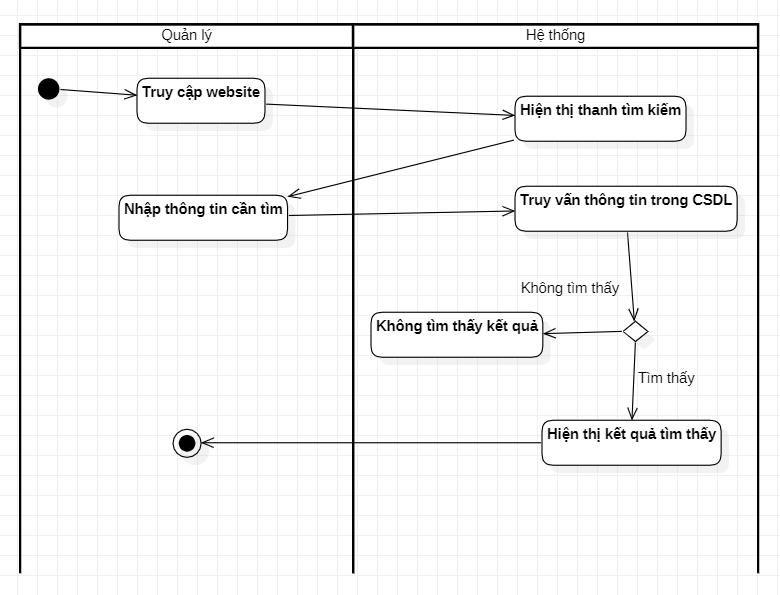 Quản lý
Hệ thống
Truy cập website
Hiện thị thanh tìm kiếm
Nhập thông tin cần tìm
Truy vấn thông tin trong CSDL
Không tìm thấy
Không tìm thấy kết quả
Tìm thấy
Hiện thị kết quả tìm thấy